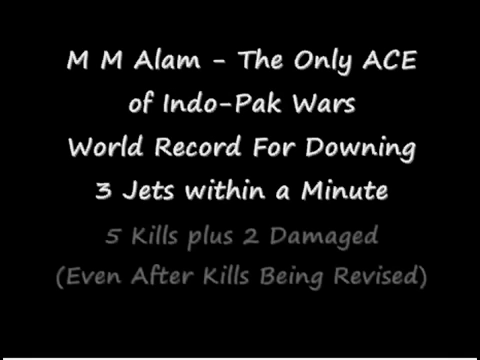 M M Alam - The Only ACE
of Indo-Pak Wars
World Record For Downing
3 Jets within a Minute
5 Kills plus 2 Damaged
(Even After Kills Being Revised)